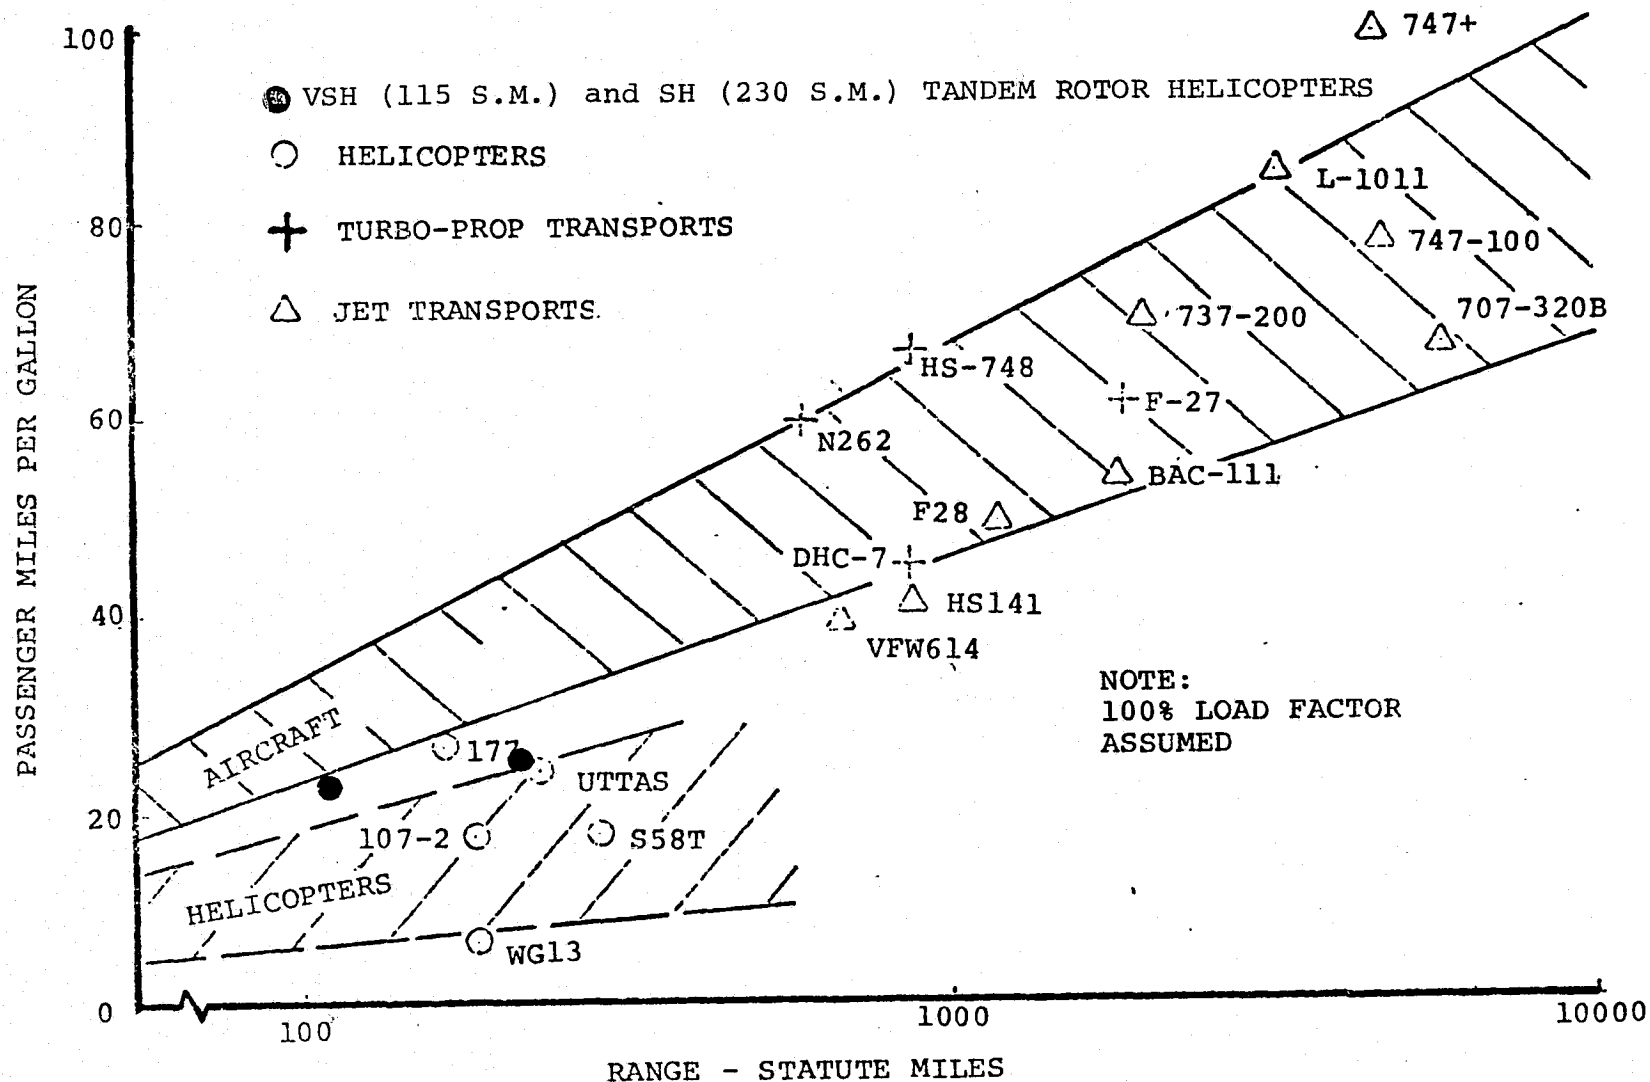 100
747+
VSH (115 S.M.) and SH (230 S.M.) TANDEM ROTOR HELICOPTERS
HELICOPTERS
TURBO-PROP TRANSPORTS
JET TRANSPORTS
L-1011
80
747-100
707-320B
737-200
HS-748
F-27
60
N262
BAC-111
F28
DHC-7
HS141
40
VFW614
NOTE:
100% LOAD FACTOR
ASSUMED
AIRCRAFT
177
UTTAS
20
107-2
S58T
HELICOPTERS
WG13
0
100
1000
10000
RANGE - STATUTE MILES
PASSENGER MILES PER GALLON